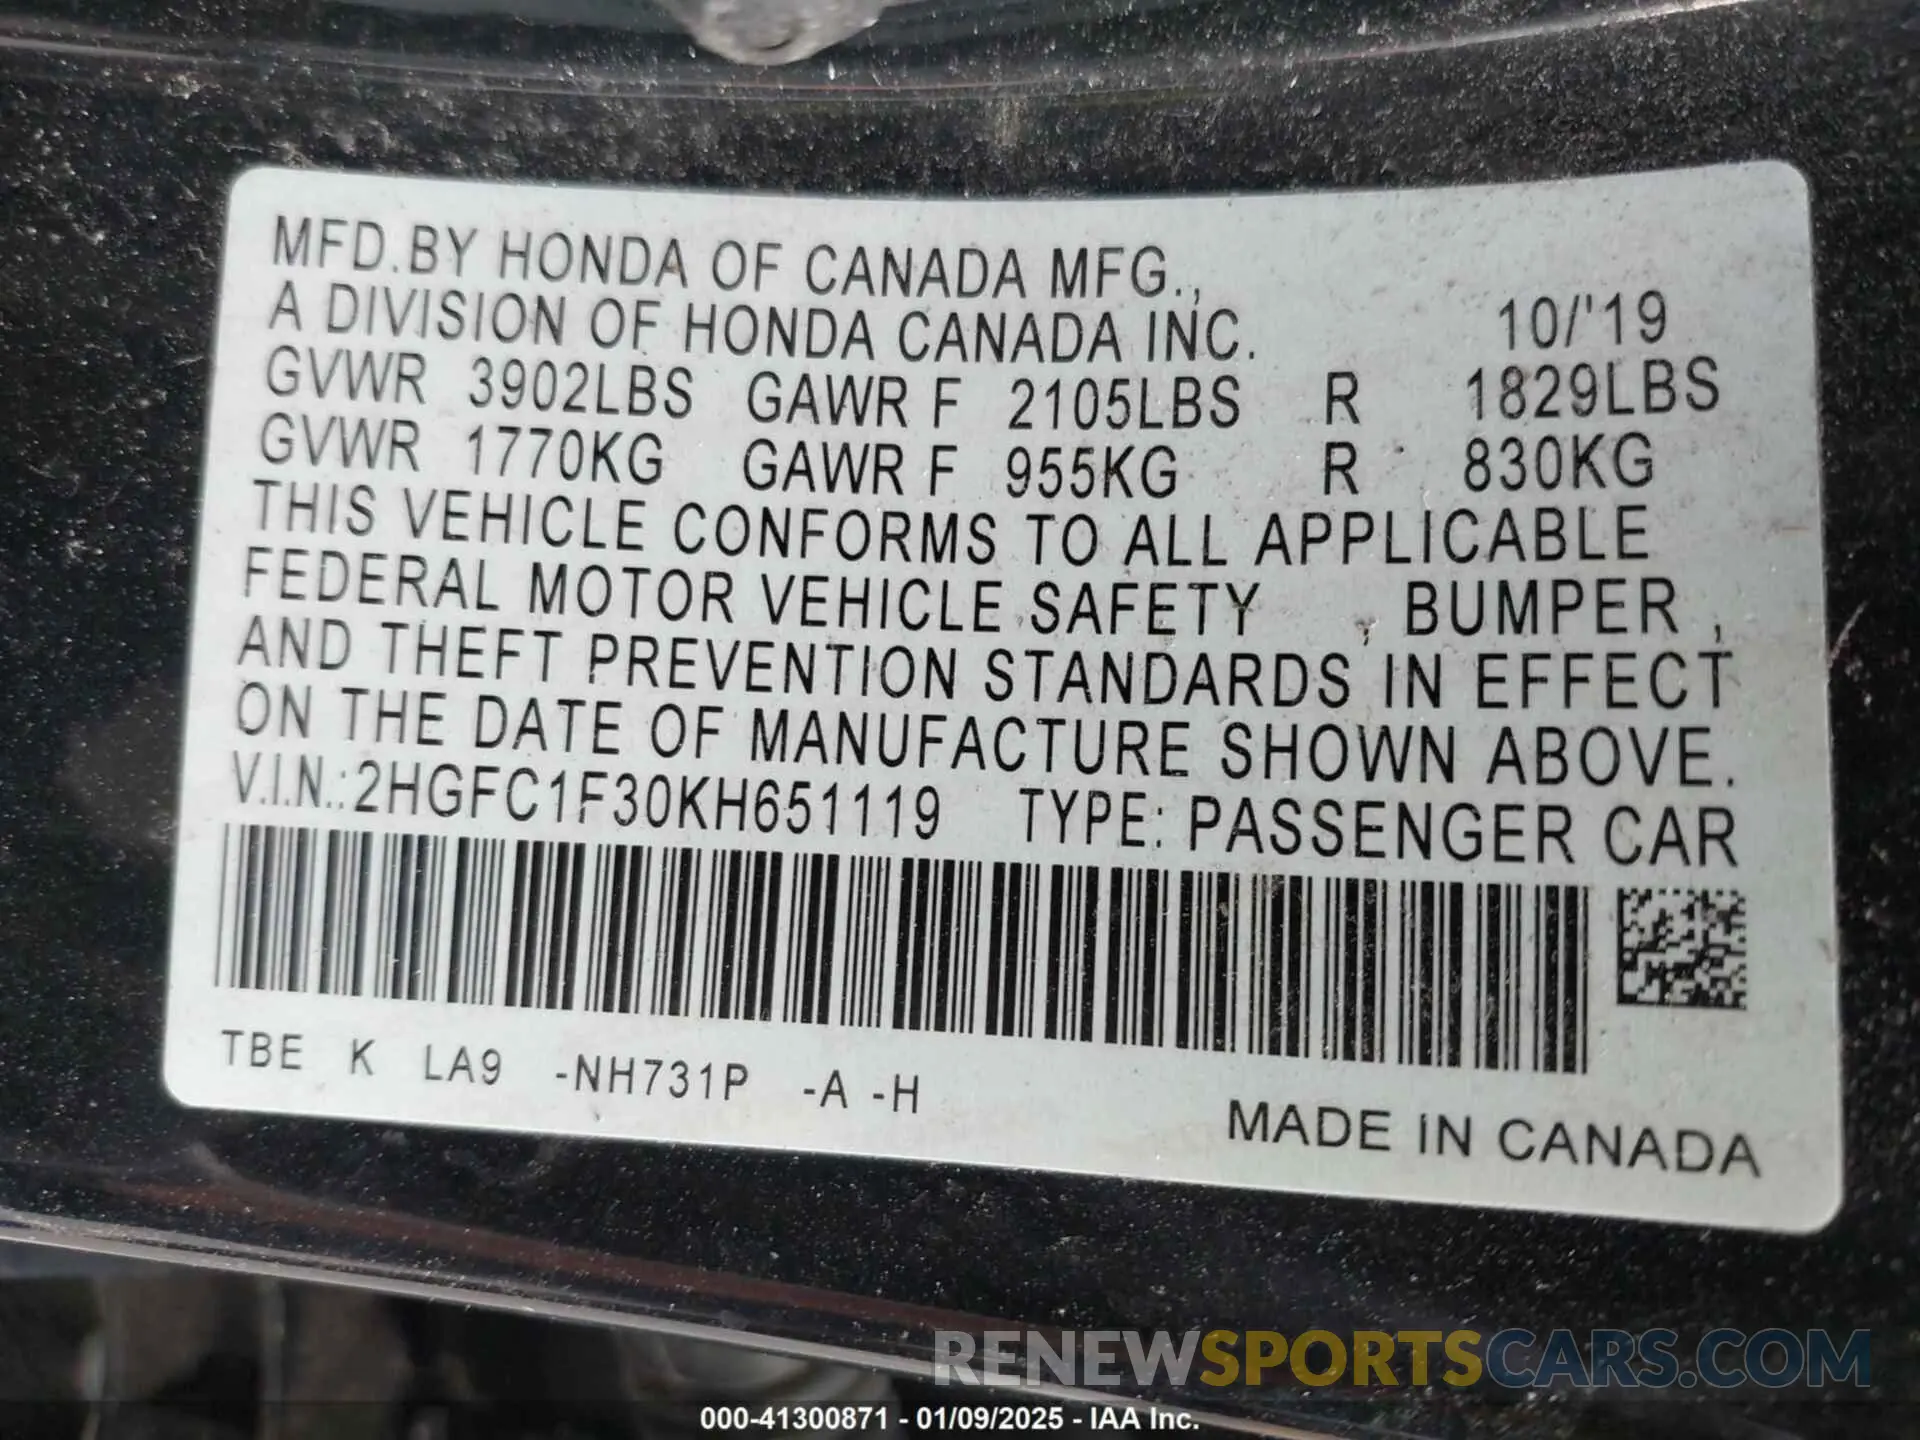 MFD.BY HONDA OF CANADA MFG.,
A DIVISION OF HONDA CANADA INC. 10/'19
GVWR 3902LBS GAWR F 2105LBS R 1829LBS
GVWR 1770KG GAWR F 955KG R 830KG
THIS VEHICLE CONFORMS TO ALL APPLICABLE
FEDERAL MOTOR VEHICLE SAFETY , BUMPER ,
AND THEFT PREVENTION STANDARDS IN EFFECT
ON THE DATE OF MANUFACTURE SHOWN ABOVE.
V.I.N.:2HGFC1F30KH651119 TYPE: PASSENGER CAR
TBE K LA9 -NH731P -A -H
MADE IN CANADA
RENEWSPORTSCARS.COM
000-41300871 - 01/09/2025 - IAA Inc.